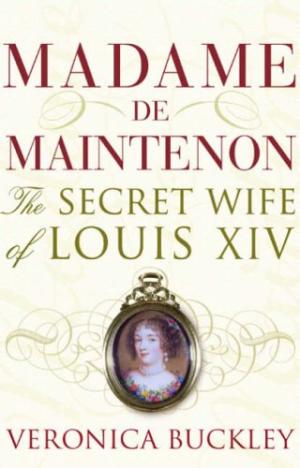 MADAME
DE
MAINTENON
The SECRET WIFE
of LOUIS XIV
VERONICA BUCKLEY